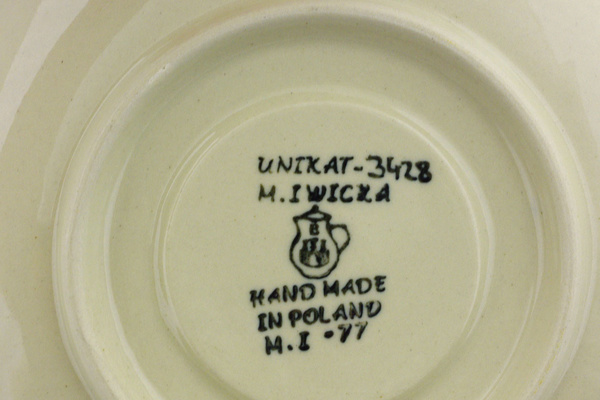 UNIKAT-3428
M. IWICKA
B
HAND MADE
IN POLAND
M.I •77